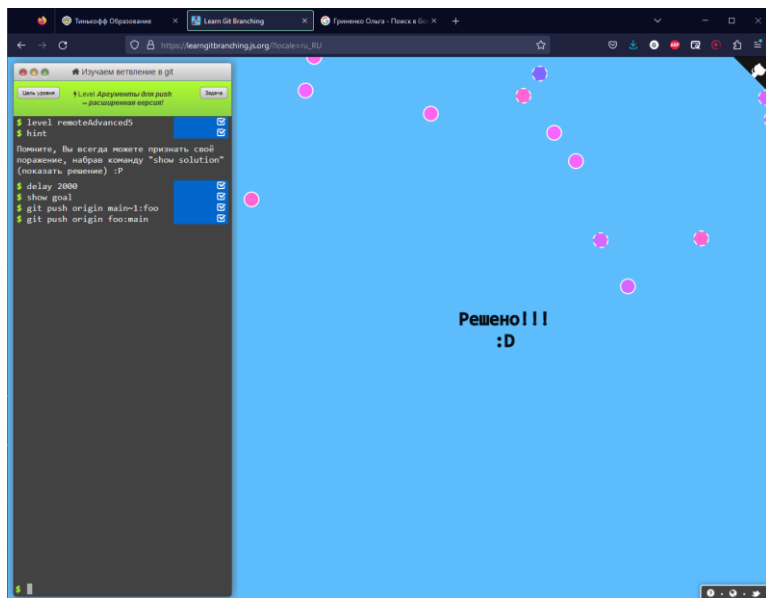 Тинькофф Образование
Learn Git Branching
Гриненко Ольга - Поиск в Go
https://learngitbranching.js.org/?locale=ru_RU
Изучаем ветвление в git
Цель уровня
Level Аргументы для push -- расширенная версия!
Задача
$ level remoteAdvanced5
$ hint
Помните, Вы всегда можете признать своё
поражение, набрав команду "show solution"
(показать решение) :P
$ delay 2000
$ show goal
$ git push origin main~1:foo
$ git push origin foo:main
Решено!!!
:D
$